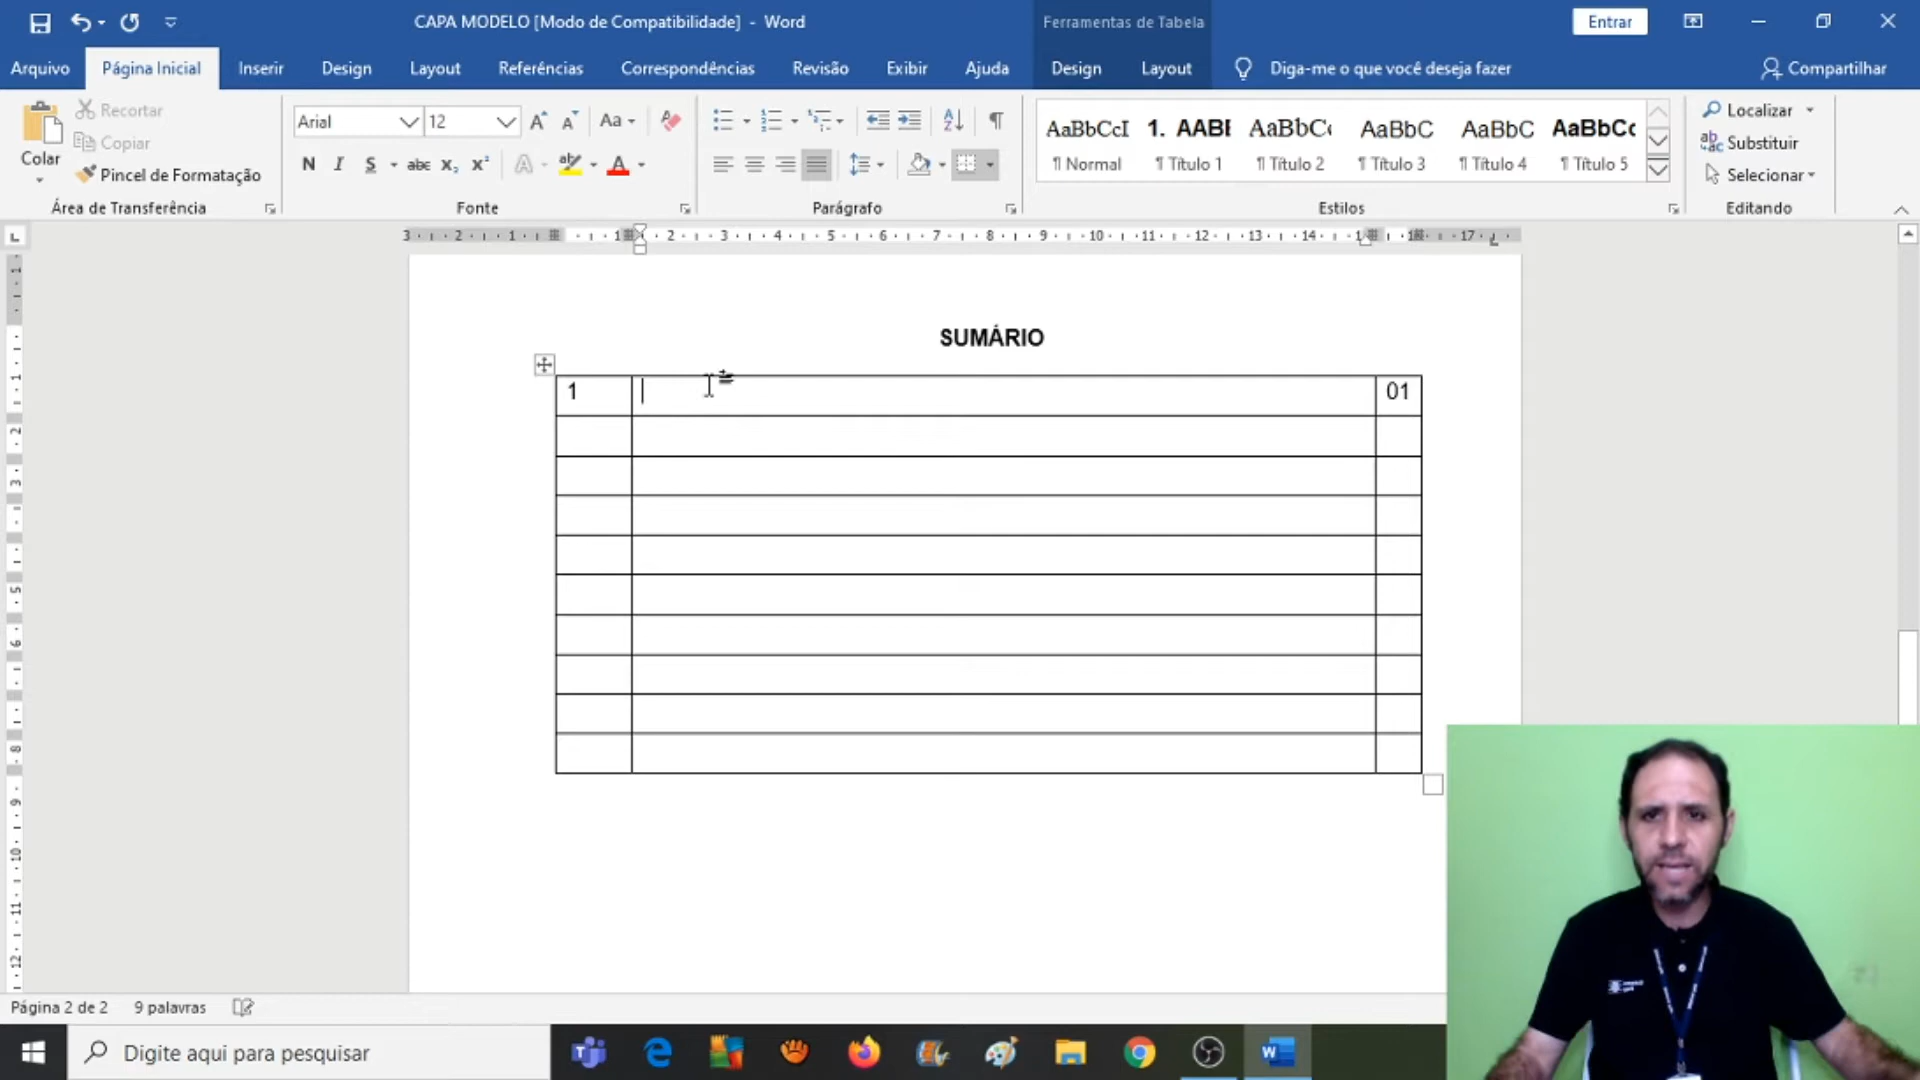 CAPA MODELO [Modo de Compatibilidade] - Word
Ferramentas de Tabela
Entrar
Arquivo
Página Inicial
Inserir
Design
Layout
Referências
Correspondências
Revisão
Exibir
Ajuda
Design
Layout
Diga-me o que você deseja fazer
Compartilhar
Colar
Recortar
Copiar
Pincel de Formatação
Área de Transferência
Arial
12
Aa
N I S abc x₂ x²
A
A
Fonte
Parágrafo
AaBbCcI
1. AABI
AaBbC
AaBbC
AaBbC
AaBbCc
¶ Normal
¶ Título 1
¶ Título 2
¶ Título 3
¶ Título 4
¶ Título 5
Estilos
Localizar
Substituir
Selecionar
Editando
SUMÁRIO
1
01
Página 2 de 2
9 palavras
Digite aqui para pesquisar